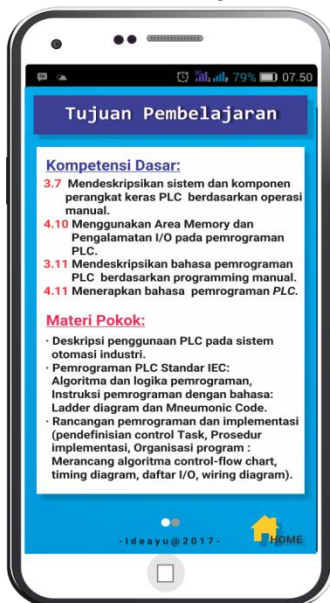 79% 07.50
Tujuan Pembelajaran
Kompetensi Dasar:
3.7 Mendeskripsikan sistem dan komponen
perangkat keras PLC berdasarkan operasi
manual.
4.10 Menggunakan Area Memory dan
Pengalamatan I/O pada pemrograman
PLC.
3.11 Mendeskripsikan bahasa pemrograman
PLC berdasarkan programming manual.
4.11 Menerapkan bahasa pemrograman PLC.
Materi Pokok:
· Deskripsi penggunaan PLC pada sistem
otomasi industri.
· Pemrograman PLC Standar IEC:
Algoritma dan logika pemrograman,
Instruksi pemrograman dengan bahasa:
Ladder diagram dan Mneumonic Code.
· Rancangan pemrograman dan implementasi
(pendefinisian control Task, Prosedur
implementasi, Organisasi program :
Merancang algoritma control-flow chart,
timing diagram, daftar I/O, wiring diagram).
-Ideayu@2017-
HOME